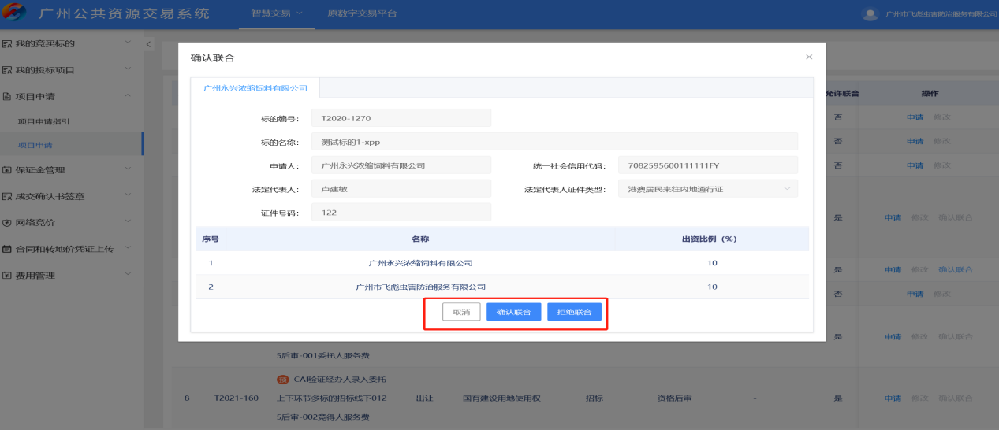 广州公共资源交易系统 智慧交易 原数字交易平台 广州市飞彪虫害防治服务有限公司
我的竞买标的
我的投标项目
项目申请
项目申请指引
项目申请
保证金管理
成交确认书签章
网络竞价
合同和转地价凭证上传
费用管理
确认联合
广州永兴浓缩饲料有限公司
标的编号: T2020-1270
标的名称: 测试标的1-xpp
申请人: 广州永兴浓缩饲料有限公司 统一社会信用代码: 7082595600111111FY
法定代表人: 卢建敏 法定代表人证件类型: 港澳居民来往内地通行证
证件号码: 122
序号 名称 出资比例（%）
1 广州永兴浓缩饲料有限公司 10
2 广州市飞彪虫害防治服务有限公司 10
取消 确认联合 拒绝联合
允许联合 操作
否 申请 修改
否 申请 修改
否 申请 修改
是 申请 修改 确认联合
是 申请 修改 确认联合
否 申请 修改
是 申请 修改 确认联合
5后审-001委托人服务费
预 CAI验证经办人录入委托
8 T2021-160 上下环节多标的招标线下012 出让 国有建设用地使用权 招标 资格后审 - 是 申请 修改 确认联合
5后审-002竞得人服务费